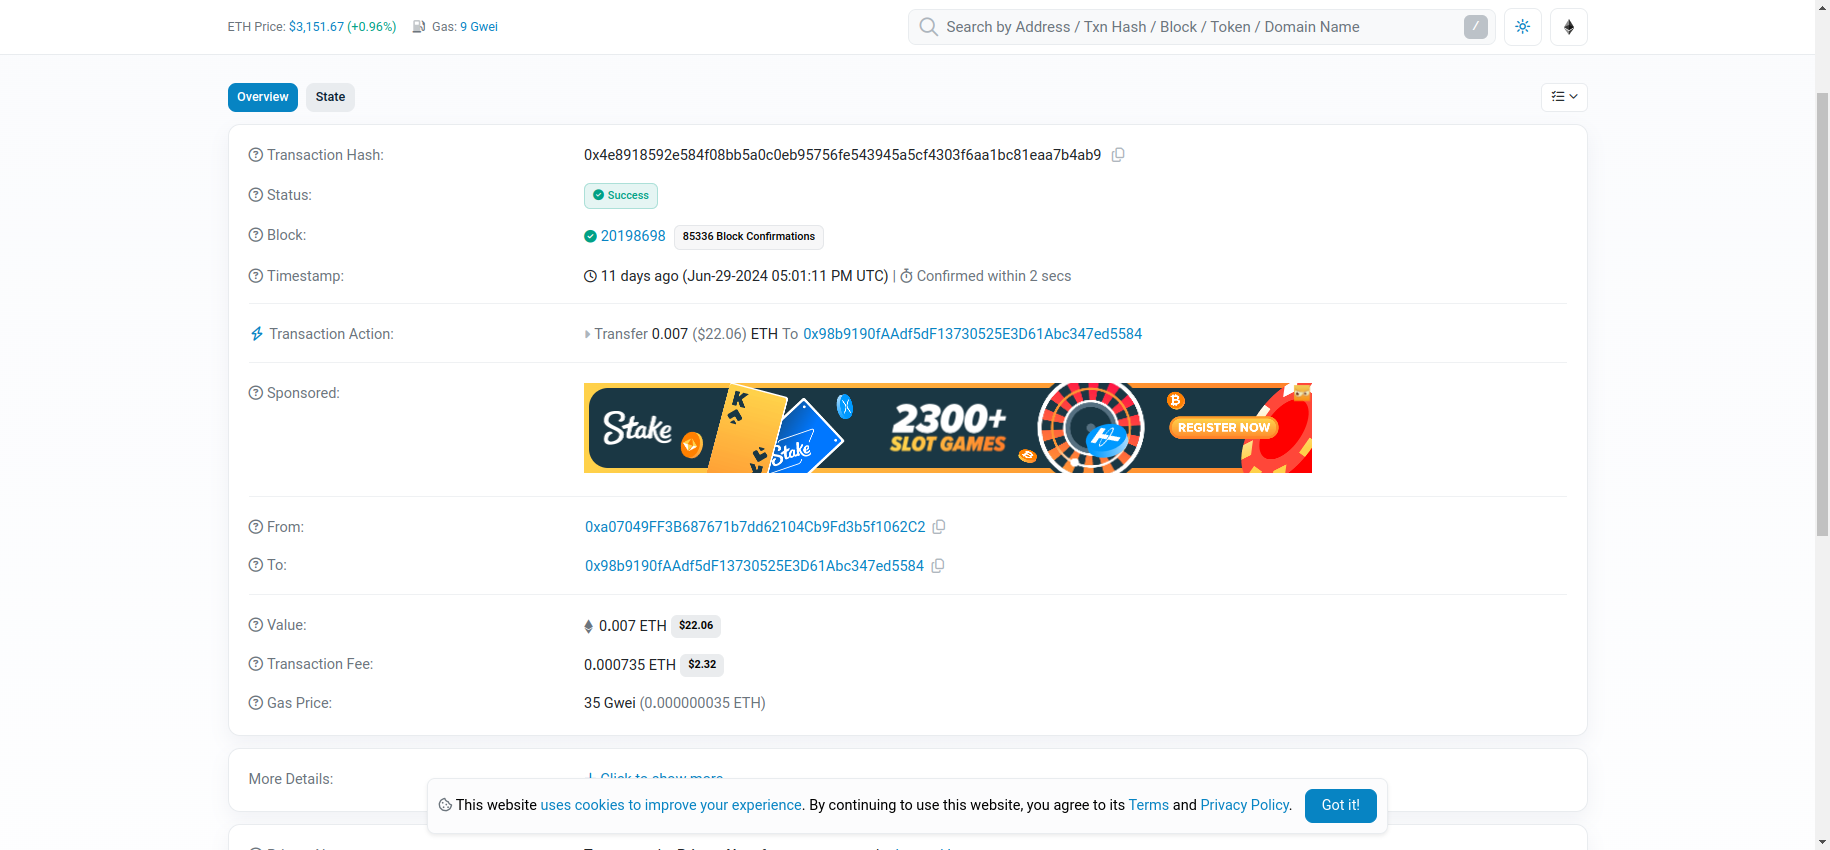 ETH Price: $3,151.67 (+0.96%) Gas: 9 Gwei
Search by Address / Txn Hash / Block / Token / Domain Name /
Overview State
Transaction Hash: 0x4e8918592e584f08bb5a0c0eb95756fe543945a5cf4303f6aa1bc81eaa7b4ab9
Status: Success
Block: 20198698 85336 Block Confirmations
Timestamp: 11 days ago (Jun-29-2024 05:01:11 PM UTC) | Confirmed within 2 secs
Transaction Action: Transfer 0.007 ($22.06) ETH To 0x98b9190fAAdf5dF13730525E3D61Abc347ed5584
Sponsored:
Stake
K
Stake
2300+
SLOT GAMES
REGISTER NOW
From: 0xa07049FF3B687671b7dd62104Cb9Fd3b5f1062C2
To: 0x98b9190fAAdf5dF13730525E3D61Abc347ed5584
Value: 0.007 ETH $22.06
Transaction Fee: 0.000735 ETH $2.32
Gas Price: 35 Gwei (0.000000035 ETH)
More Details: Click to show more
This website uses cookies to improve your experience. By continuing to use this website, you agree to its Terms and Privacy Policy. Got it!